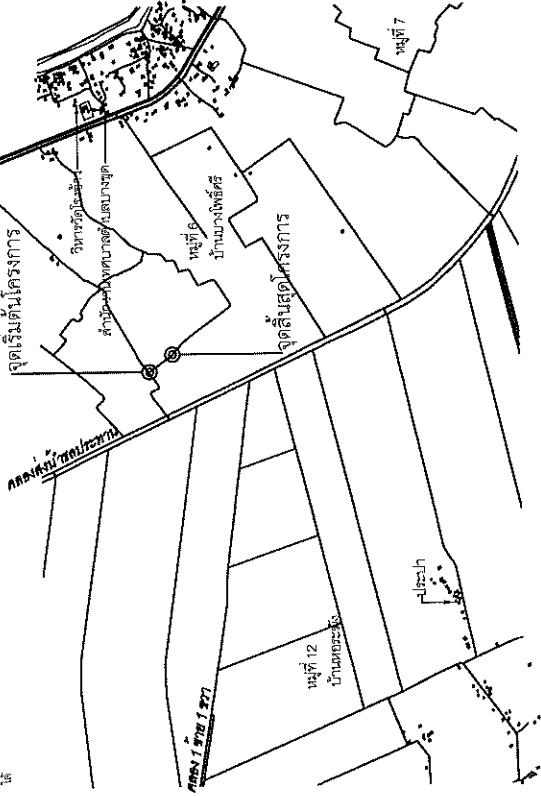 จุดเริ่มต้นโครงการ
สำนักงานเทศบาลตำบลบางขุด
หมู่ที่ 6
บ้านบางโพธิ์ศรี
จุดสิ้นสุดโครงการ
หมู่ที่ 7
คลองส่งน้ำชลประทาน
คลอง 1 ซ้าย 1 ขวา
หมู่ที่ 12
ประปา